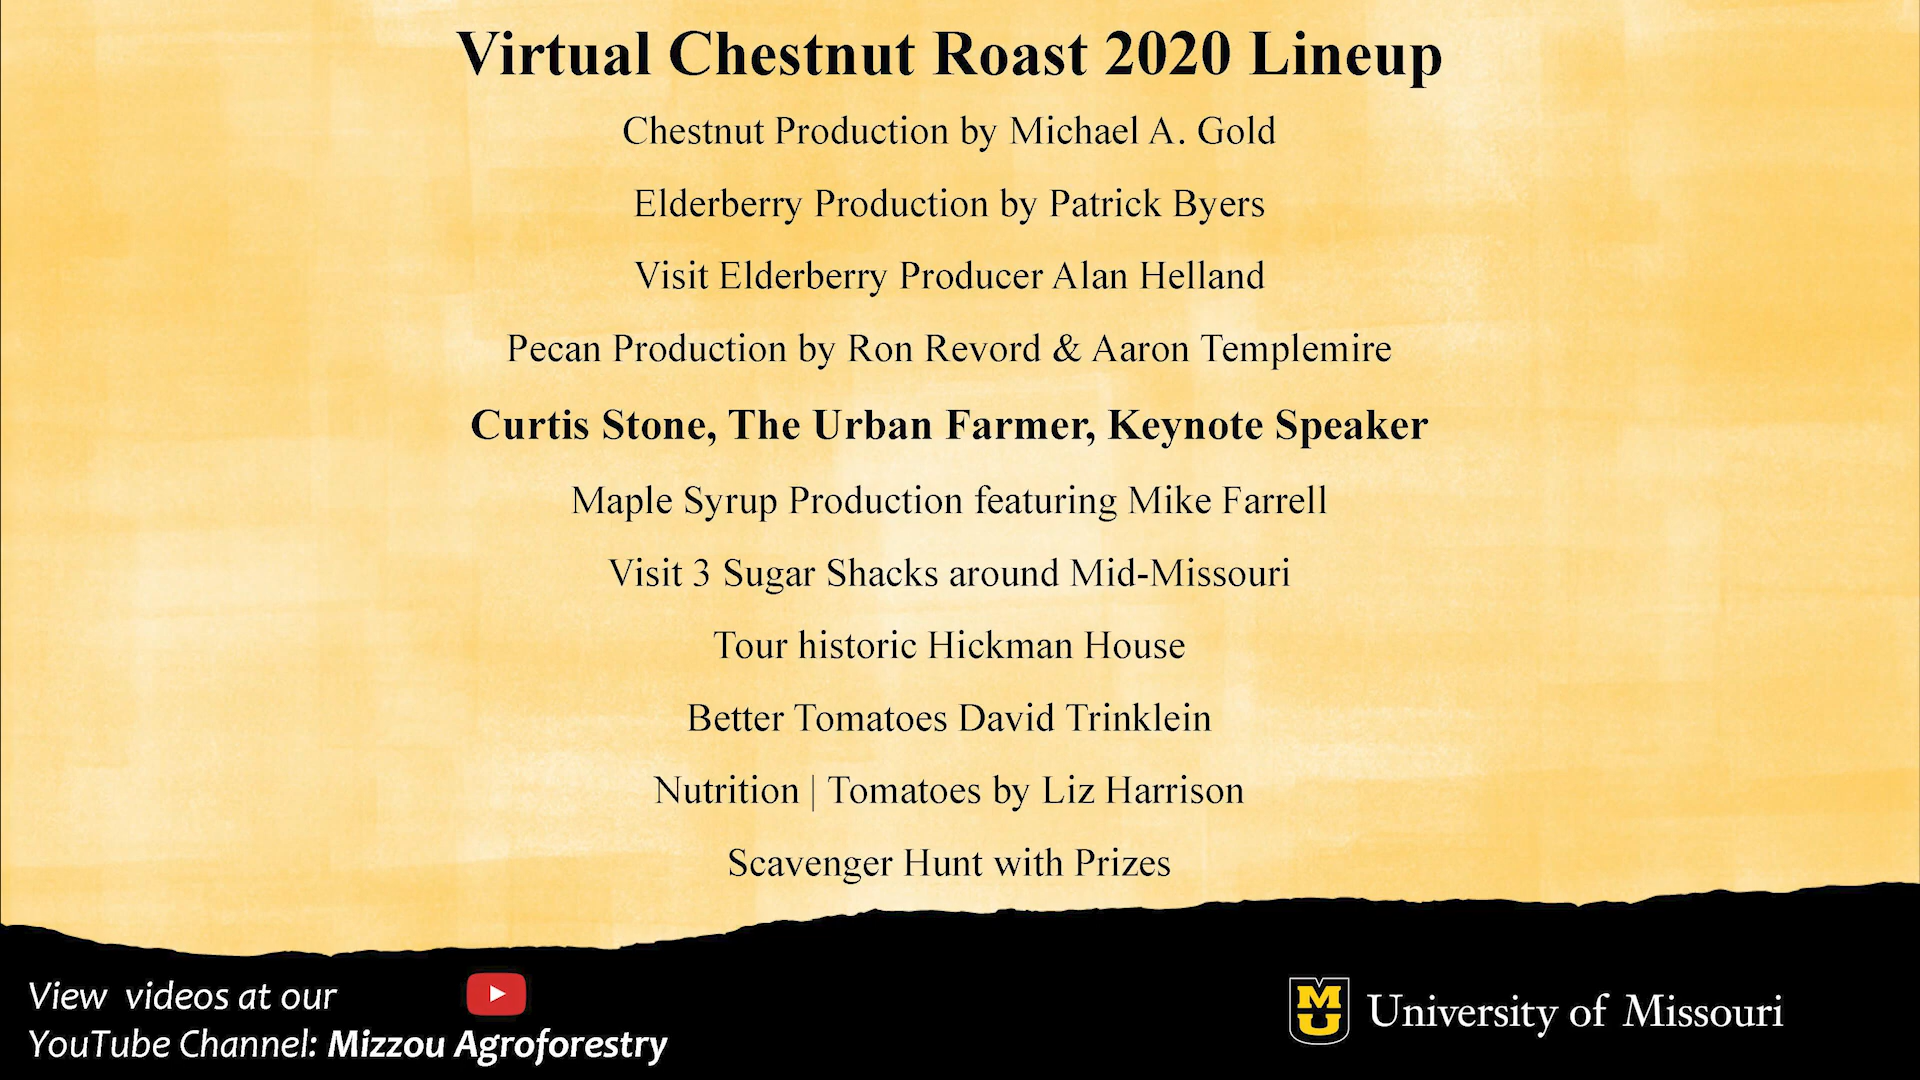 Virtual Chestnut Roast 2020 Lineup
Chestnut Production by Michael A. Gold
Elderberry Production by Patrick Byers
Visit Elderberry Producer Alan Helland
Pecan Production by Ron Revord & Aaron Templemire
Curtis Stone, The Urban Farmer, Keynote Speaker
Maple Syrup Production featuring Mike Farrell
Visit 3 Sugar Shacks around Mid-Missouri
Tour historic Hickman House
Better Tomatoes David Trinklein
Nutrition | Tomatoes by Liz Harrison
Scavenger Hunt with Prizes
View videos at our
YouTube Channel: Mizzou Agroforestry
MU
University of Missouri